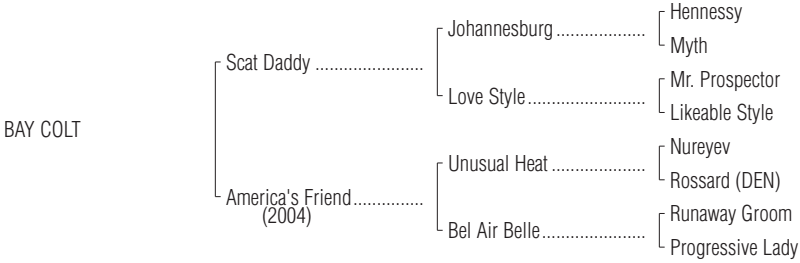 Hennessy
Johannesburg ...................
Myth
Scat Daddy .......................
Mr. Prospector
Love Style.........................
Likeable Style
BAY COLT
Nureyev
Unusual Heat ....................
Rossard (DEN)
America's Friend...............
(2004)
Runaway Groom
Bel Air Belle......................
Progressive Lady